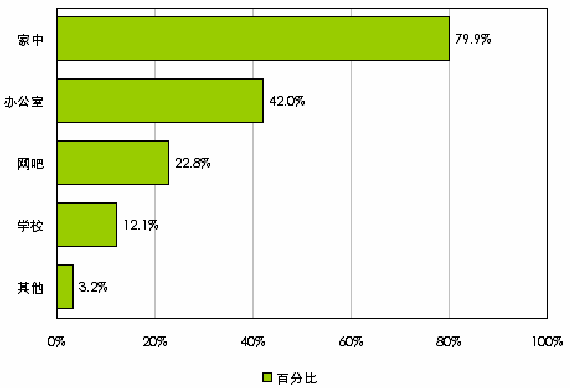 家中 79.9%
办公室 42.0%
网吧 22.8%
学校 12.1%
其他 3.2%
0% 20% 40% 60% 80% 100%
百分比